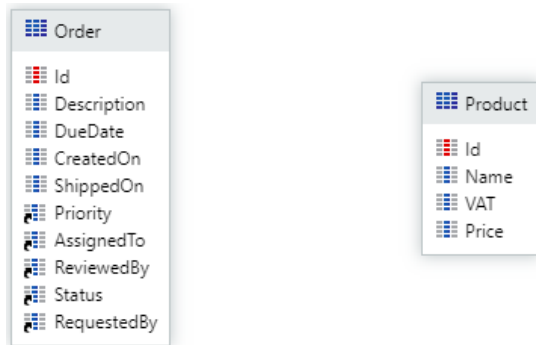 Order
Id
Description
DueDate
CreatedOn
ShippedOn
Priority
AssignedTo
ReviewedBy
Status
RequestedBy
Product
Id
Name
VAT
Price